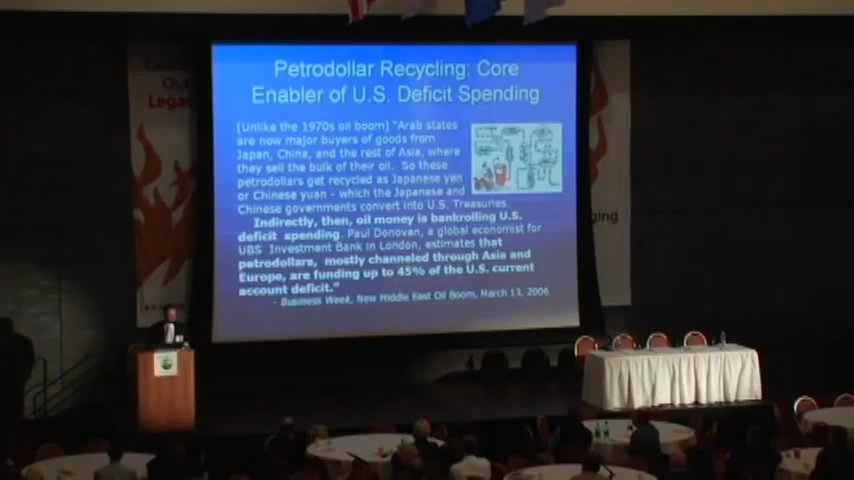 Petrodollar Recycling: Core
Enabler of U.S. Deficit Spending
[Unlike the 1970s oil boom] "Arab states
are now major buyers of goods from
Japan, China, and the rest of Asia, where
they sell the bulk of their oil. So these
petrodollars get recycled as Japanese yen
or Chinese yuan - which the Japanese and
Chinese governments convert into U.S. Treasuries.
Indirectly, then, oil money is bankrolling U.S.
deficit spending. Paul Donovan, a global economist for
UBS Investment Bank in London, estimates that
petrodollars, mostly channeled through Asia and
Europe, are funding up to 45% of the U.S. current
account deficit."
- Business Week, New Middle East Oil Boom, March 13, 2006
Our
Legac
ging